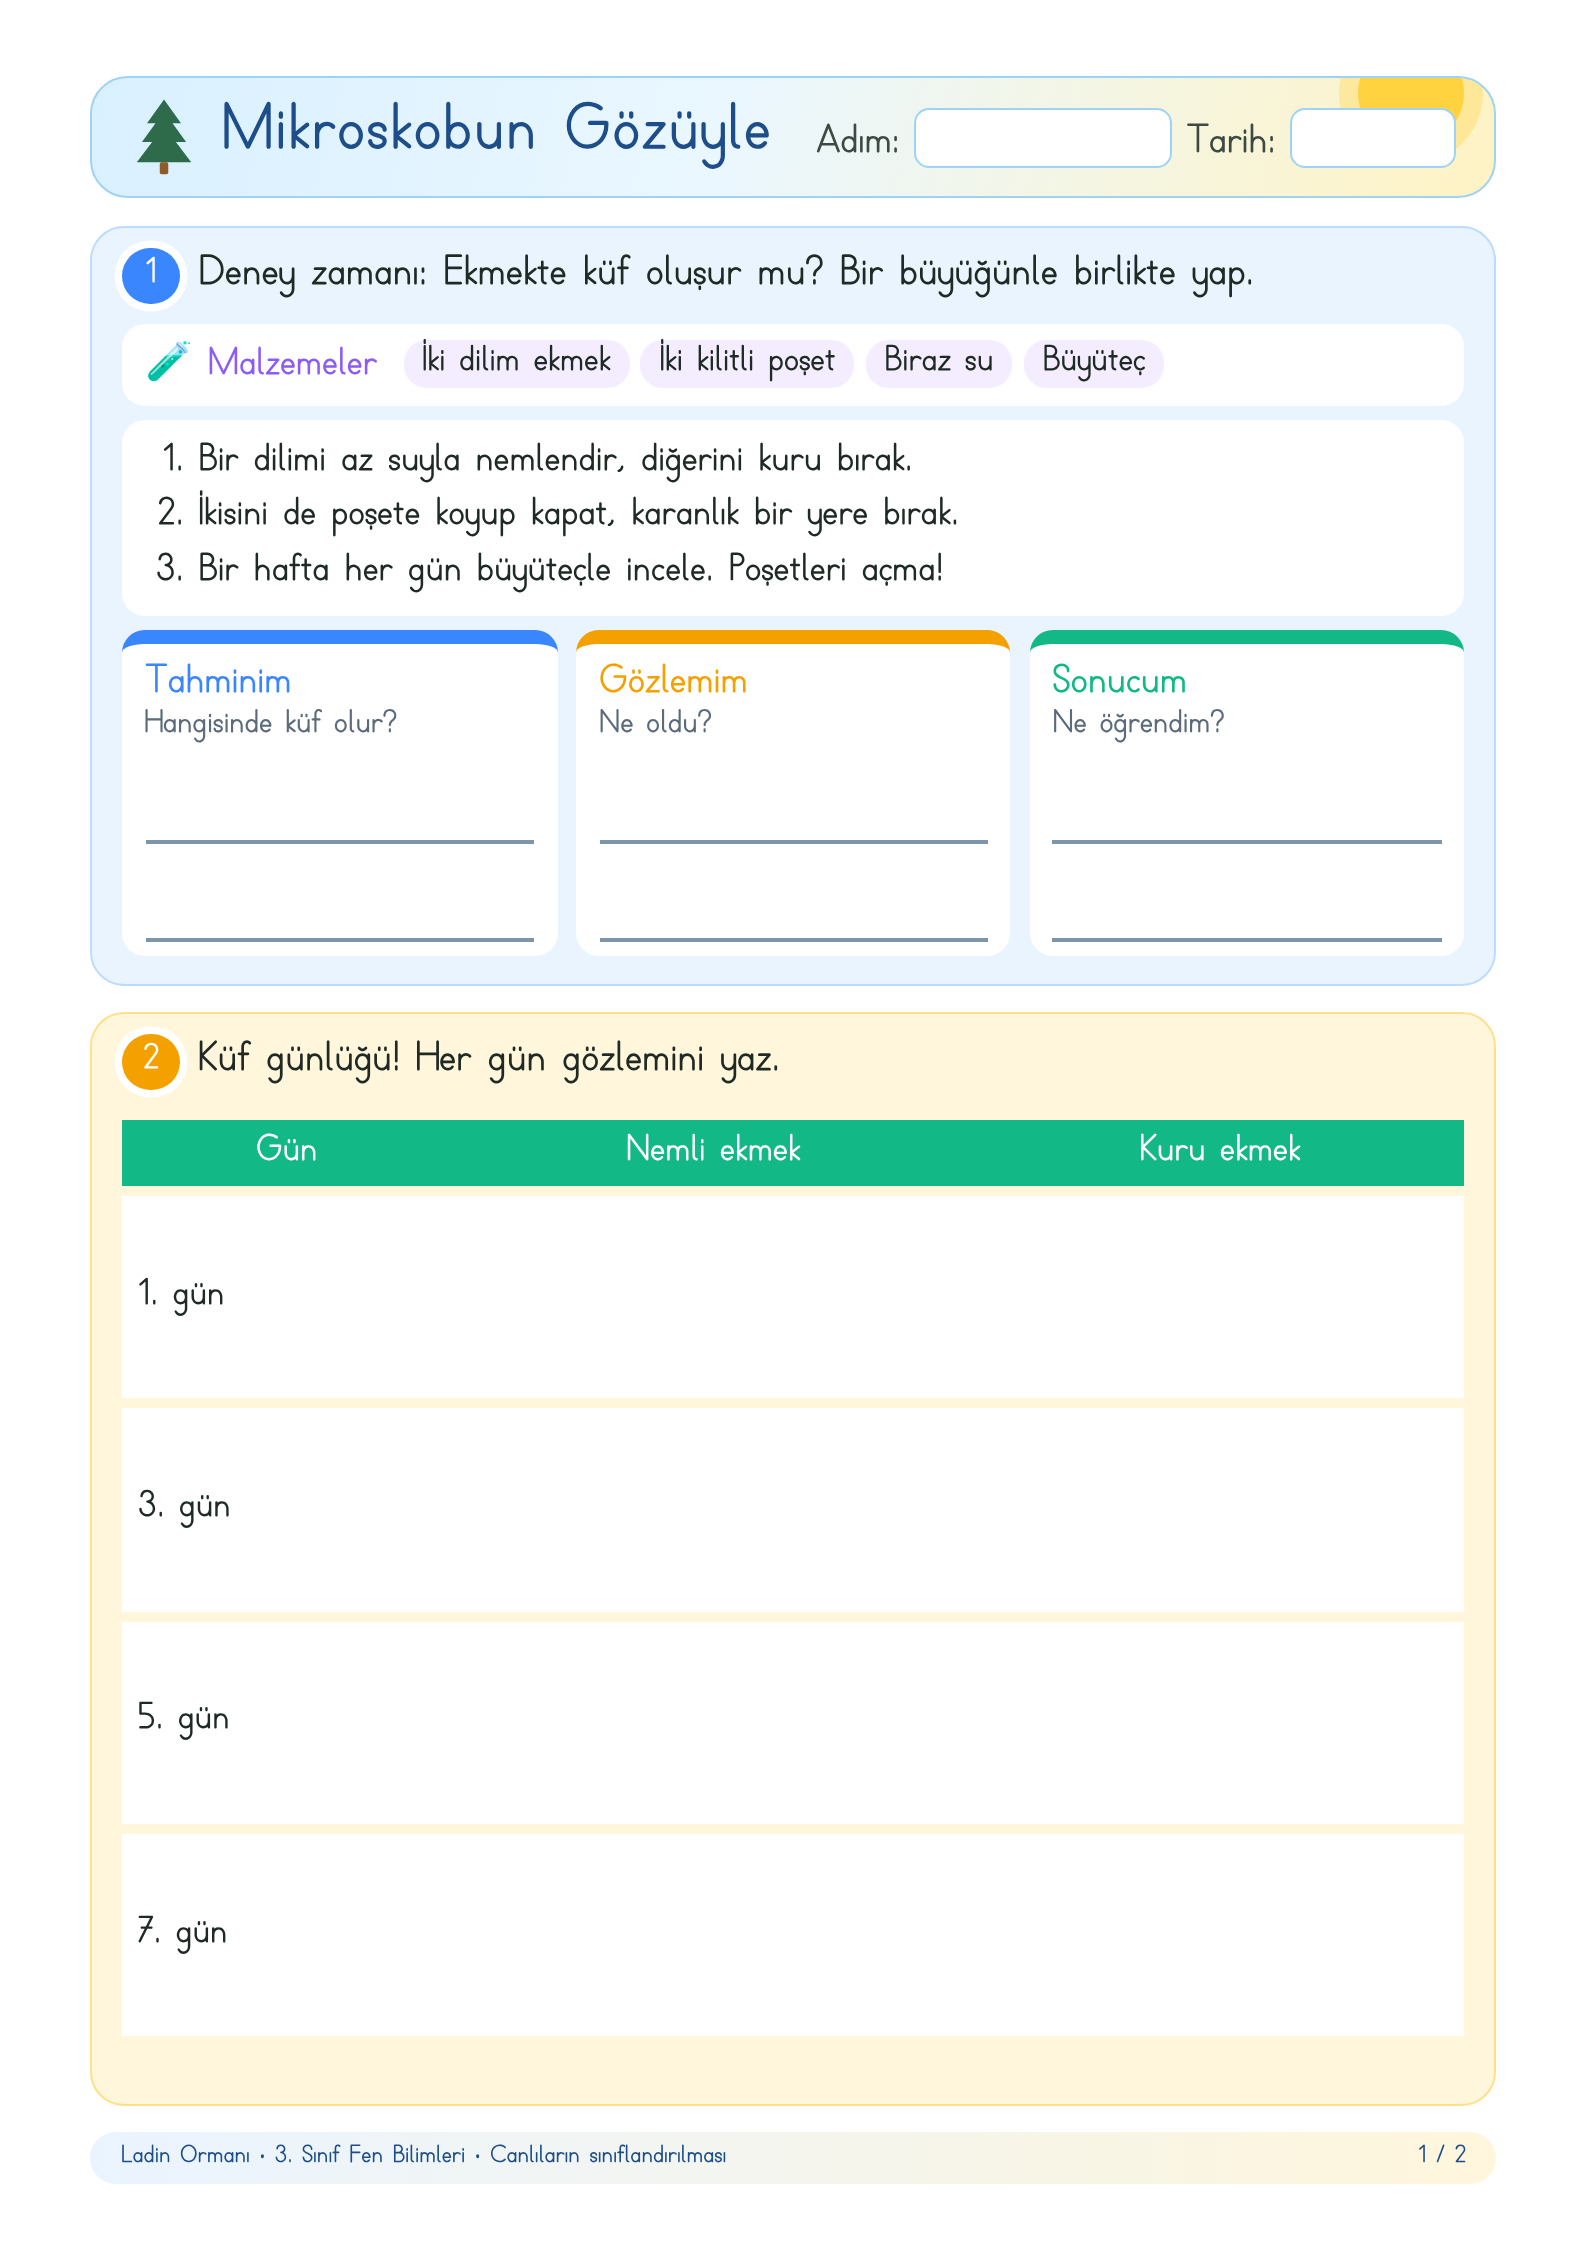 Mikroskobun Gözüyle
Adım:
Tarih:
1
Deney zamanı: Ekmekte küf oluşur mu? Bir büyüğünle birlikte yap.
Malzemeler
İki dilim ekmek
İki kilitli poşet
Biraz su
Büyüteç
1. Bir dilimi az suyla nemlendir, diğerini kuru bırak.
2. İkisini de poşete koyup kapat, karanlık bir yere bırak.
3. Bir hafta her gün büyüteçle incele. Poşetleri açma!
Tahminim
Hangisinde küf olur?
Gözlemim
Ne oldu?
Sonucum
Ne öğrendim?
2
Küf günlüğü! Her gün gözlemini yaz.
Gün
Nemli ekmek
Kuru ekmek
1. gün
3. gün
5. gün
7. gün
Ladin Ormanı • 3. Sınıf Fen Bilimleri • Canlıların sınıflandırılması
1 / 2